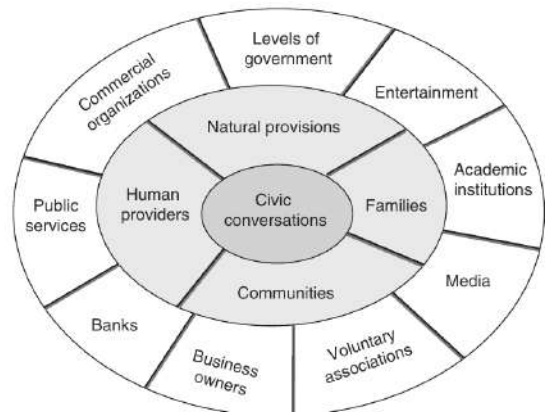 Levels of
government
Commercial
organizations
Entertainment
Natural provisions
Academic
institutions
Human
providers
Civic
conversations
Families
Public
services
Media
Communities
Banks
Business
owners
Voluntary
associations